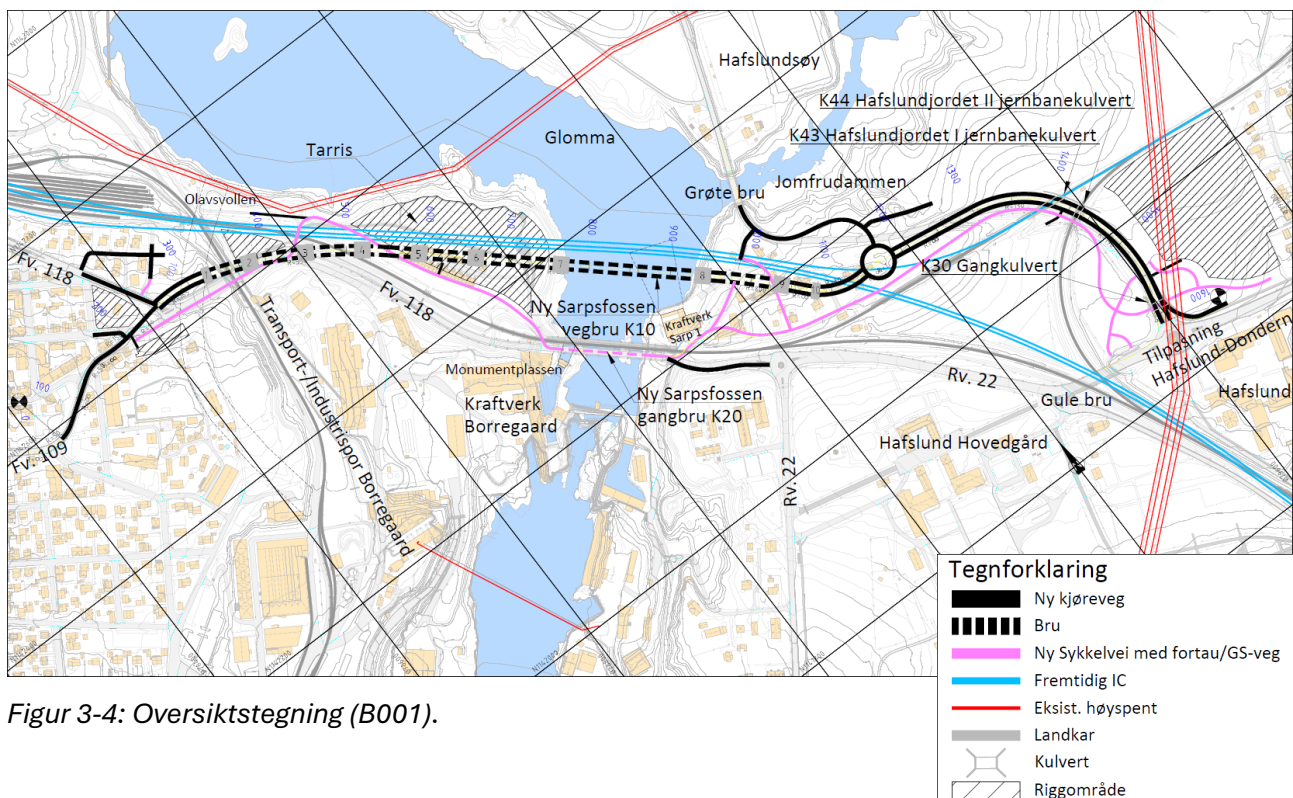 Hafslundsøy
K44 Hafslundjordet II jernbanekulvert
K43 Hafslundjordet I jernbanekulvert
Glomma
Tarris
Jomfrudammen
Grøte bru
Olavsvollen
Fv. 118
K30 Gangkulvert
Fv. 118
Ny Sarpsfossen
vegbru K10
Kraftverk
Sarp 1
Transport-/Industrispor Borregaard
Monumentplassen
Kraftverk
Borregaard
Ny Sarpsfossen
gangbru K20
Rv. 22
Tilpasning
Hafslund-Dondern
Gule bru
Hafslund
Hafslund Hovedgård
Fv. 109
Rv. 22
Tegnforklaring
Ny kjøreveg
Bru
Ny Sykkelvei med fortau/GS-veg
Fremtidig IC
Eksist. høyspent
Landkar
Kulvert
Riggområde
Figur 3-4: Oversiktstegning (B001).